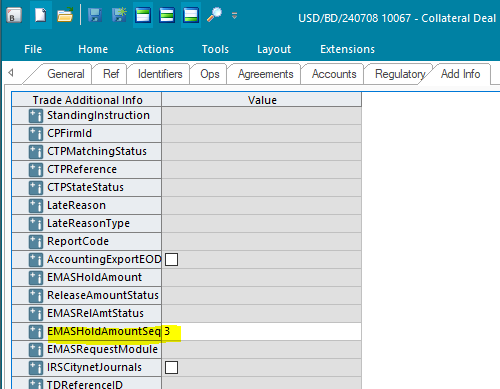 USD/BD/240708 10067 - Collateral Deal
File Home Actions Tools Layout Extensions
General Ref Identifiers Ops Agreements Accounts Regulatory Add Info
Trade Additional Info Value
StandingInstruction
CPFirmId
CTPMatchingStatus
CTPReference
CTPStateStatus
LateReason
LateReasonType
ReportCode
AccountingExportEOD
EMASHoldAmount
ReleaseAmountStatus
EMASRelAmtStatus
EMASHoldAmountSeq 3
EMASRequestModule
IRSCitynetJournals
TDReferenceID